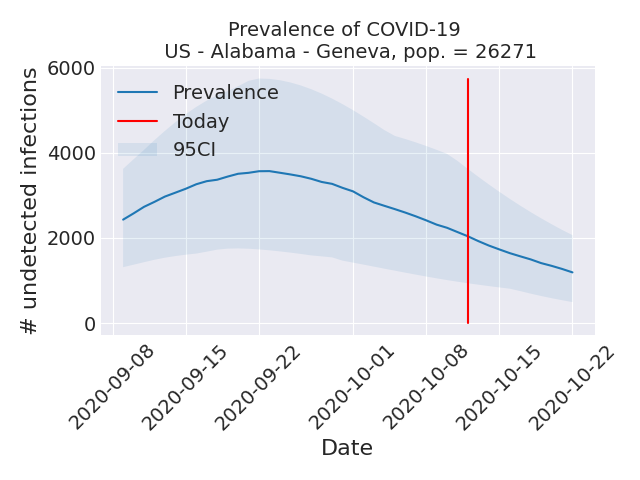 Prevalence of COVID-19
US - Alabama - Geneva, pop. = 26271
# undetected infections
6000
4000
2000
0
Prevalence
Today
95CI
2020-09-08
2020-09-15
2020-09-22
2020-10-01
2020-10-08
2020-10-15
2020-10-22
Date